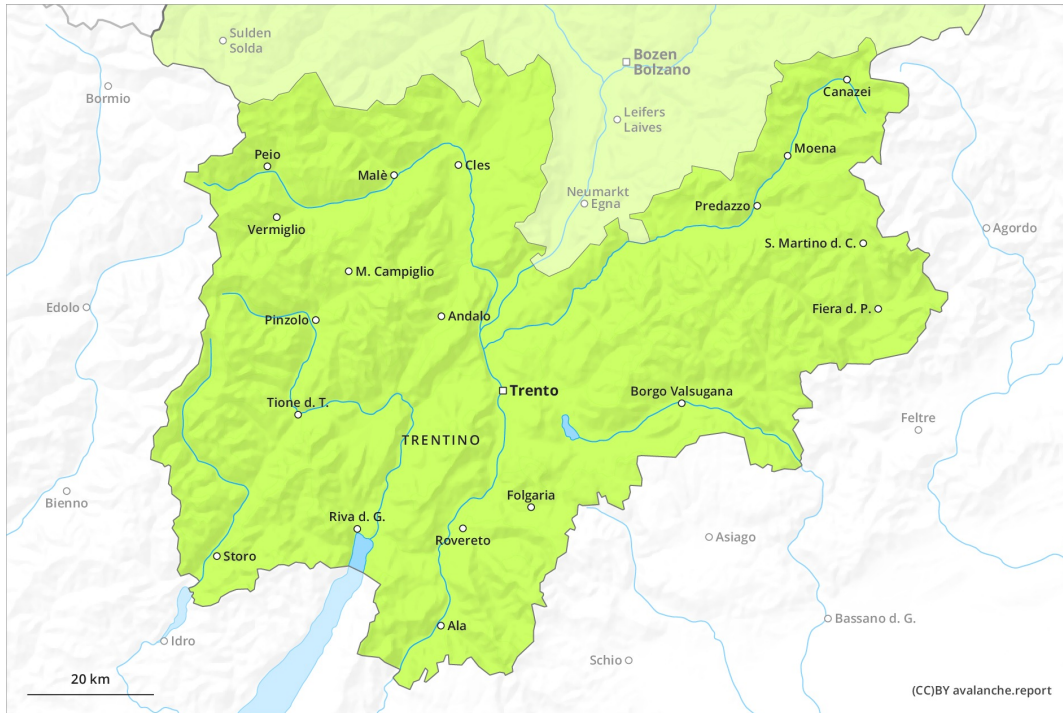 Sulden
Solda
Bozen
Bolzano
Bormio
Canazei
Leifers
Laives
Moena
Peio
Malè
Cles
Neumarkt
Egna
Predazzo
Vermiglio
Agordo
S. Martino d. C.
M. Campiglio
Edolo
Pinzolo
Andalo
Fiera d. P.
Trento
Borgo Valsugana
Tione d. T.
Feltre
TRENTINO
Bienno
Folgaria
Riva d. G.
Rovereto
Asiago
Storo
Bassano d. G.
Ala
Idro
Schio
20 km
(CC)BY avalanche.report